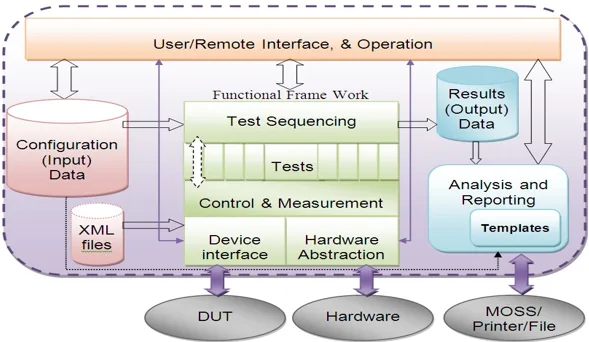 User/Remote Interface, & Operation
Functional Frame Work
Configuration
(Input)
Data
Test Sequencing
Results
(Output)
Data
Tests
Control & Measurement
Analysis and
Reporting
Templates
XML
files
Device
interface
Hardware
Abstraction
DUT
Hardware
MOSS/
Printer/File